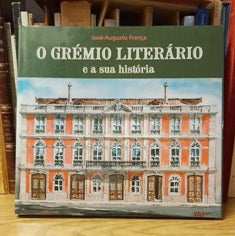 José-Augusto França
O GRÉMIO LITERÁRIO
e a sua história